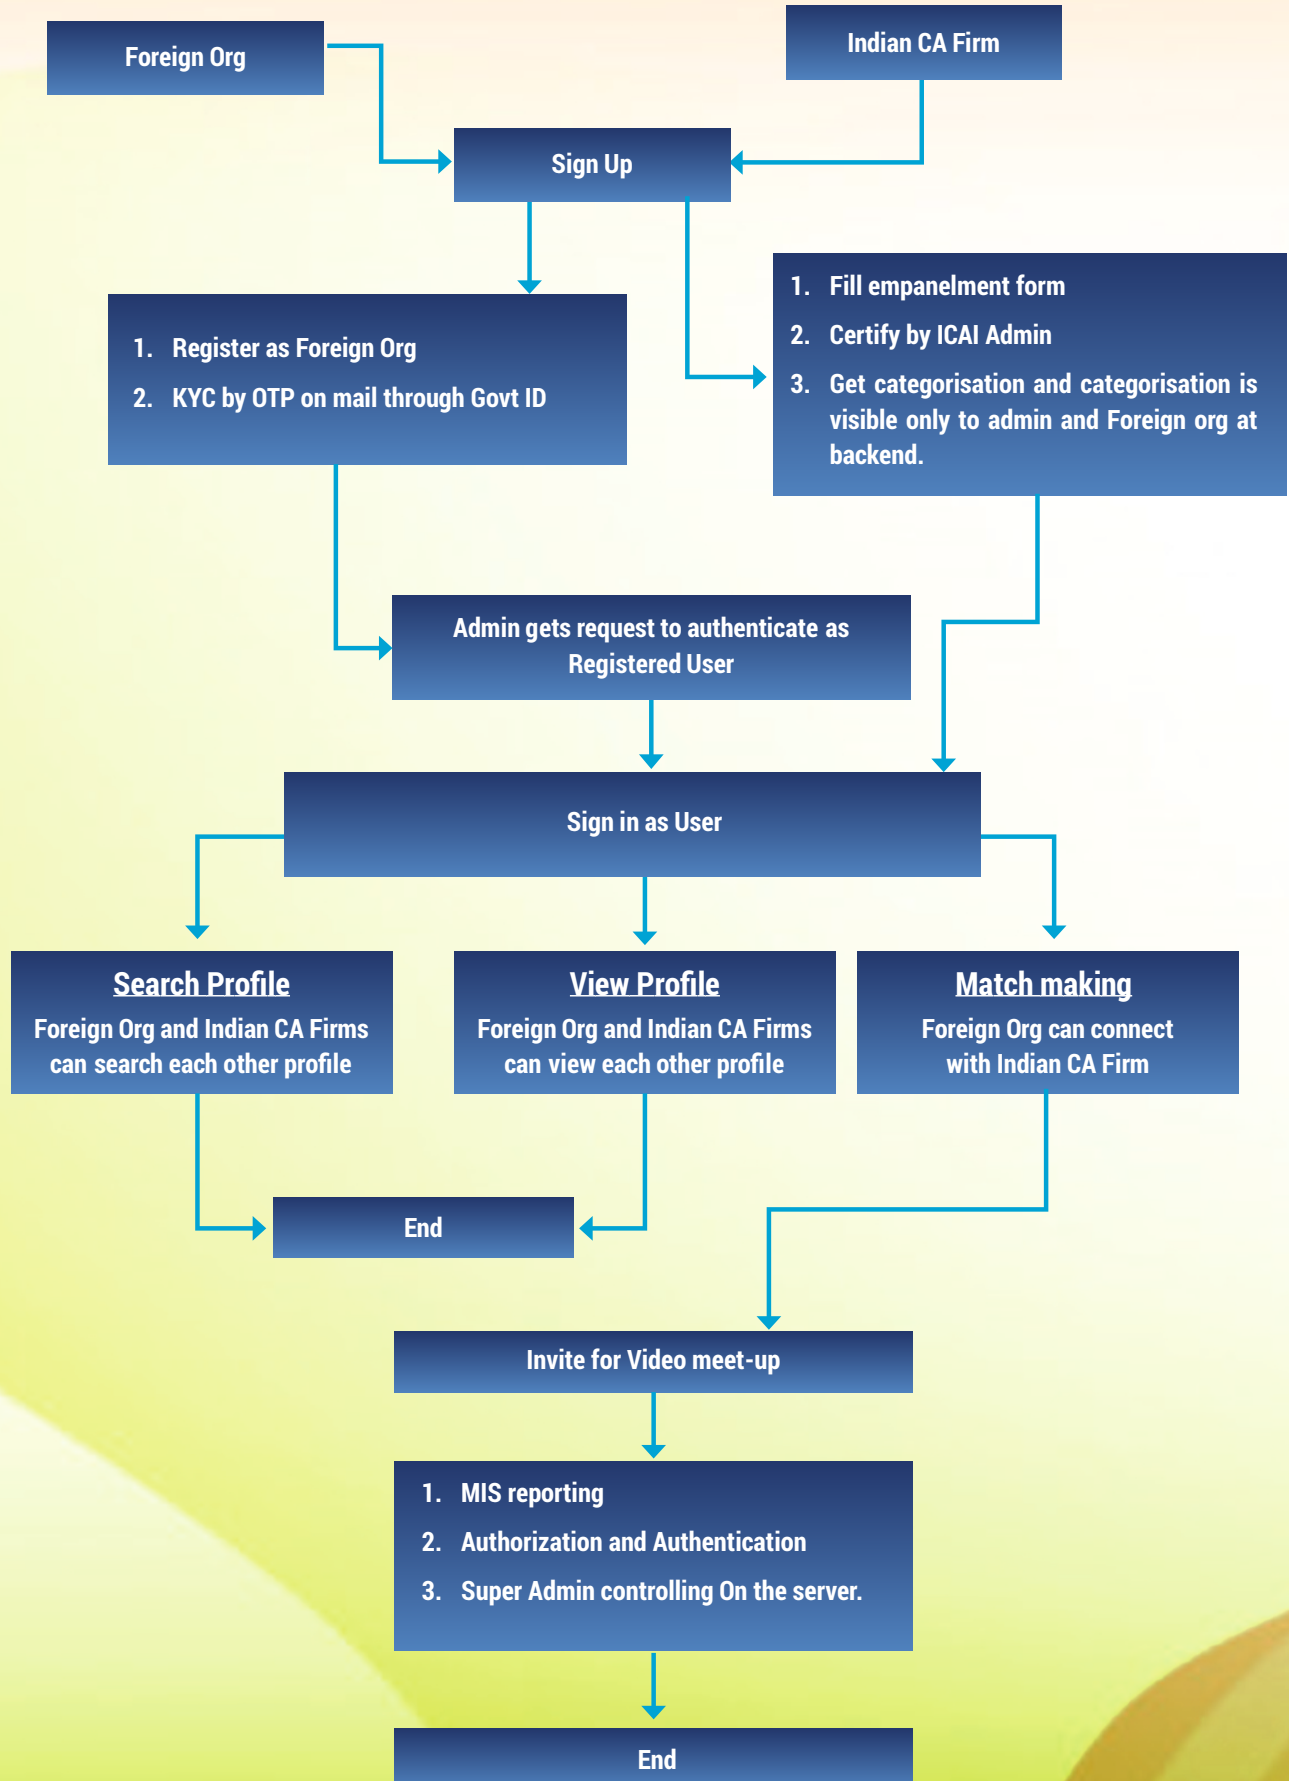 Foreign Org
Indian CA Firm
Sign Up
1. Register as Foreign Org
2. KYC by OTP on mail through Govt ID
1. Fill empanelment form
2. Certify by ICAI Admin
3. Get categorisation and categorisation is
visible only to admin and Foreign org at
backend.
Admin gets request to authenticate as
Registered User
Sign in as User
Search Profile
Foreign Org and Indian CA Firms
can search each other profile
View Profile
Foreign Org and Indian CA Firms
can view each other profile
Match making
Foreign Org can connect
with Indian CA Firm
End
Invite for Video meet-up
1. MIS reporting
2. Authorization and Authentication
3. Super Admin controlling On the server.
End